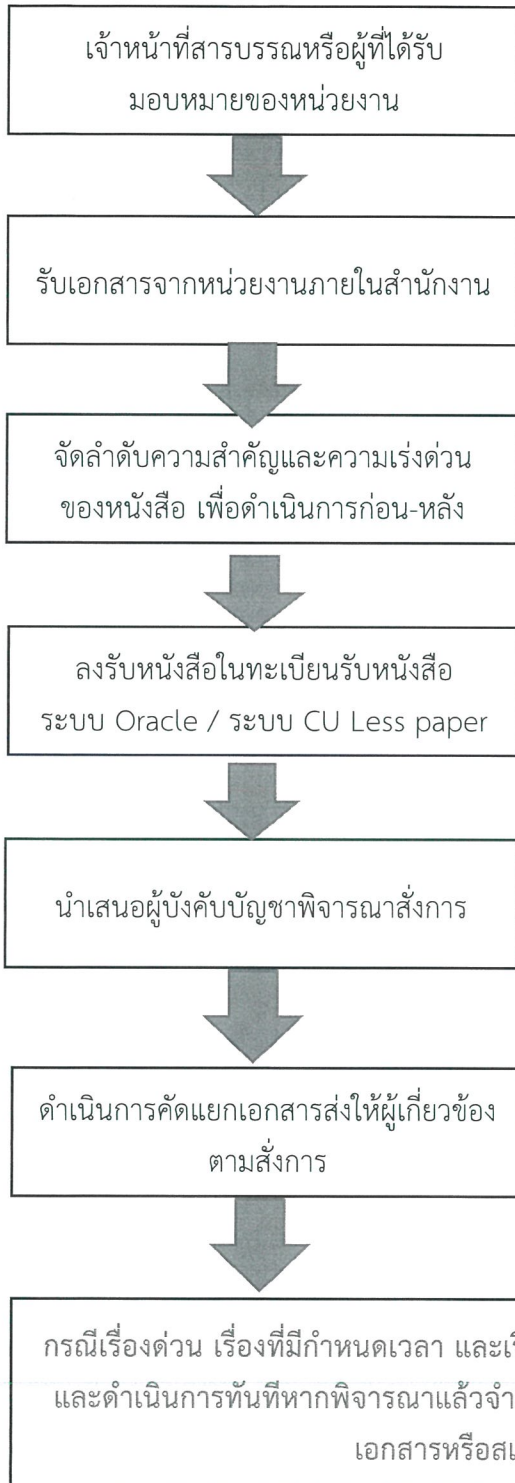 เจ้าหน้าที่สารบรรณหรือผู้ที่ได้รับ
มอบหมายของหน่วยงาน
รับเอกสารจากหน่วยงานภายในสำนักงาน
จัดลำดับความสำคัญและความเร่งด่วน
ของหนังสือ เพื่อดำเนินการก่อน-หลัง
ลงรับหนังสือในทะเบียนรับหนังสือ
ระบบ Oracle / ระบบ CU Less paper
นำเสนอผู้บังคับบัญชาพิจารณาสั่งการ
ดำเนินการคัดแยกเอกสารส่งให้ผู้เกี่ยวข้อง
ตามสั่งการ
กรณีเรื่องด่วน เรื่องที่มีกำหนดเวลา
และดำเนินการทันทีหากพิจารณาแล้ว
เอกสารหรือ